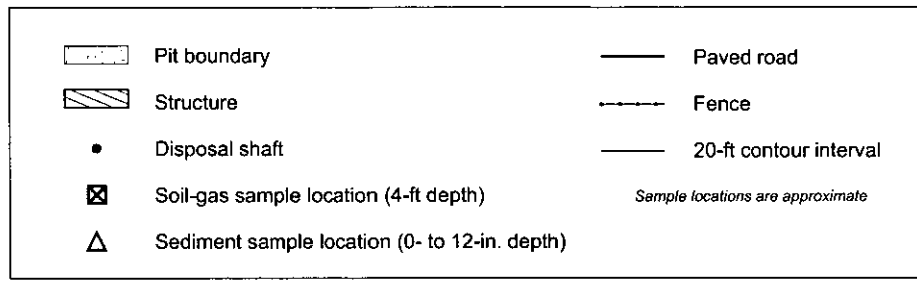 Pit boundary
Structure
Disposal shaft
Soil-gas sample location (4-ft depth)
Sediment sample location (0- to 12-in. depth)
Paved road
Fence
20-ft contour interval
Sample locations are approximate